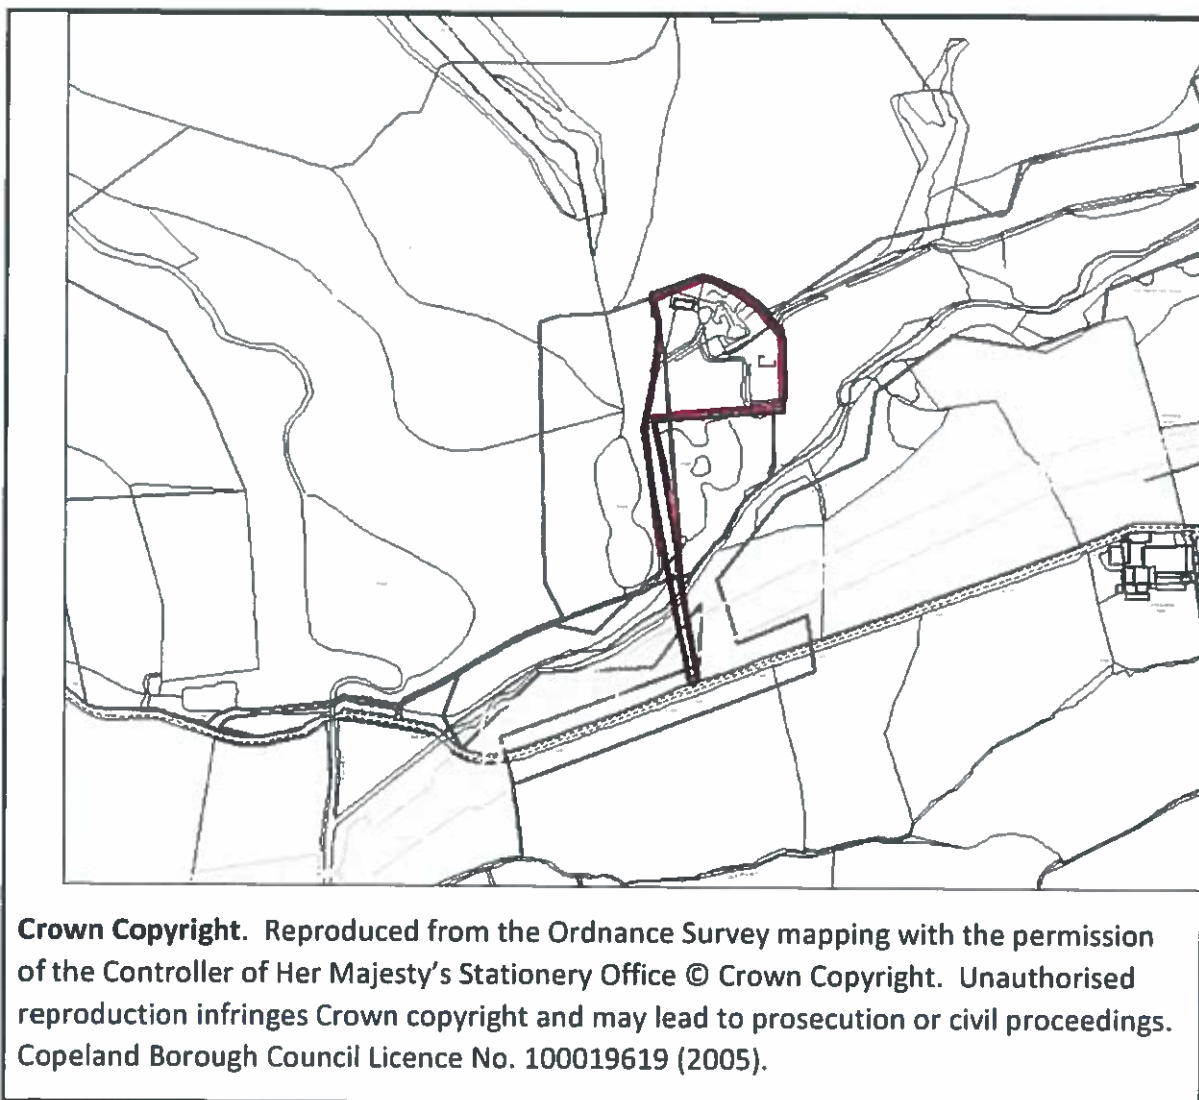 Crown Copyright. Reproduced from the Ordnance Survey mapping with the permission
of the Controller of Her Majesty's Stationery Office © Crown Copyright. Unauthorised
reproduction infringes Crown copyright and may lead to prosecution or civil proceedings.
Copeland Borough Council Licence No. 100019619 (2005).